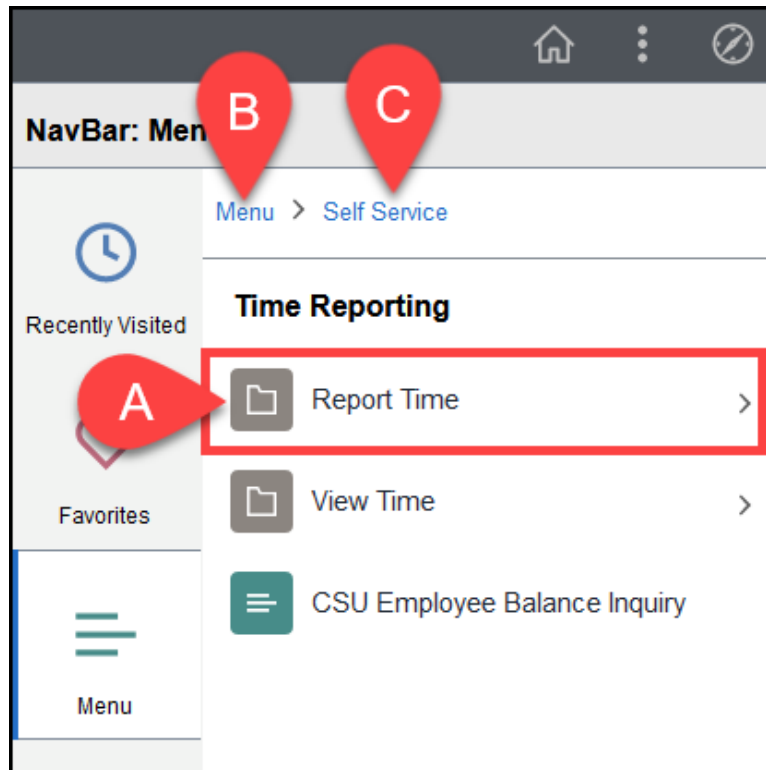 B
C
NavBar: Men
Menu > Self Service
Recently Visited
Time Reporting
A
Report Time
Favorites
View Time
CSU Employee Balance Inquiry
Menu